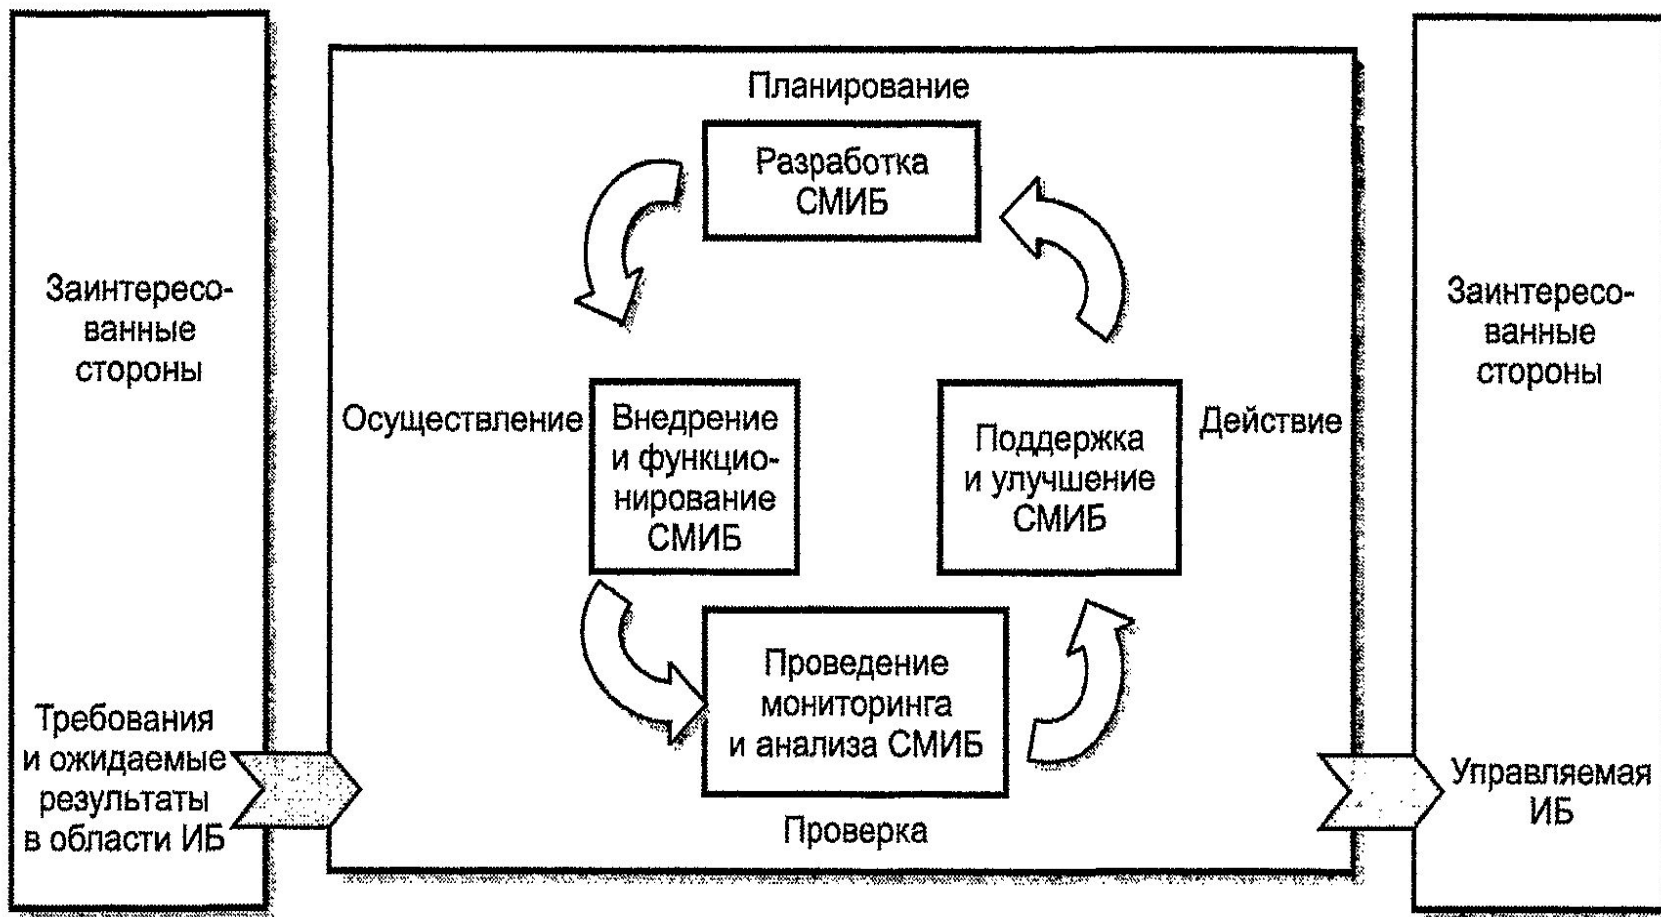 Заинтересо-
ванные
стороны
Требования
и ожидаемые
результаты
в области ИБ
Планирование
Разработка
СМИБ
Осуществление
Внедрение
и функцио-
нирование
СМИБ
Поддержка
и улучшение
СМИБ
Действие
Проведение
мониторинга
и анализа СМИБ
Проверка
Заинтересо-
ванные
стороны
Управляемая
ИБ